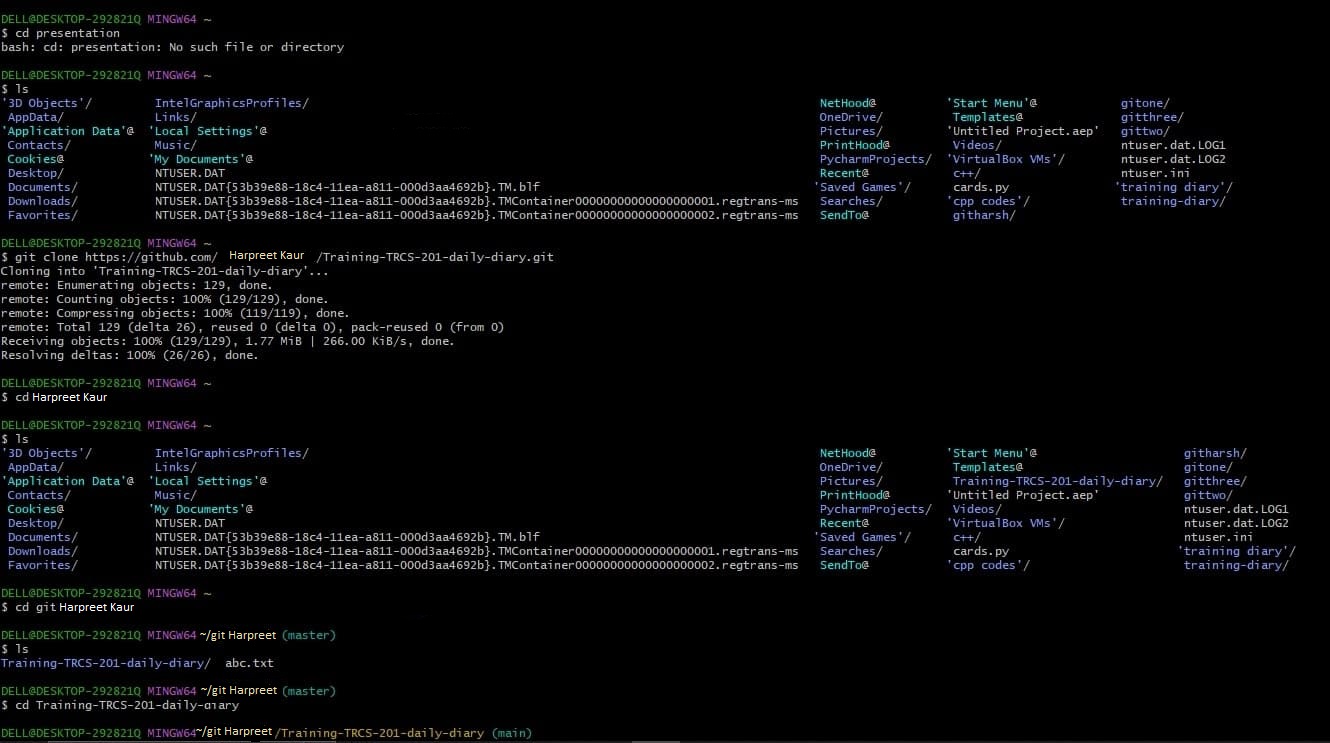 DELL@DESKTOP-292821Q MINGW64 ~
$ cd presentation
bash: cd: presentation: No such file or directory
DELL@DESKTOP-292821Q MINGW64 ~
$ ls
'3D Objects'/ IntelGraphicsProfiles/ NetHood@ 'Start Menu'@ gitone/
AppData/ Links/ OneDrive/ Templates@ gitthree/
'Application Data'@ 'Local Settings'@ Pictures/ 'Untitled Project.aep' gittwo/
Contacts/ Music/ PrintHood@ Videos/ ntuser.dat.LOG1
Cookies@ 'My Documents'@ PycharmProjects/ 'VirtualBox VMs'/ ntuser.dat.LOG2
Desktop/ NTUSER.DAT Recent@ c++/ ntuser.ini
Documents/ NTUSER.DAT{53b39e88-18c4-11ea-a811-000d3aa4692b}.TM.blf 'Saved Games'/ cards.py 'training diary'/
Downloads/ NTUSER.DAT{53b39e88-18c4-11ea-a811-000d3aa4692b}.TMContainer00000000000000000001.regtrans-ms Searches/ 'cpp codes'/ training-diary/
Favorites/ NTUSER.DAT{53b39e88-18c4-11ea-a811-000d3aa4692b}.TMContainer00000000000000000002.regtrans-ms SendTo@ githarsh/
DELL@DESKTOP-292821Q MINGW64 ~
$ git clone https://github.com/ Harpreet Kaur /Training-TRCS-201-daily-diary.git
Cloning into 'Training-TRCS-201-daily-diary'...
remote: Enumerating objects: 129, done.
remote: Counting objects: 100% (129/129), done.
remote: Compressing objects: 100% (119/119), done.
remote: Total 129 (delta 26), reused 0 (delta 0), pack-reused 0 (from 0)
Receiving objects: 100% (129/129), 1.77 MiB | 266.00 KiB/s, done.
Resolving deltas: 100% (26/26), done.
DELL@DESKTOP-292821Q MINGW64 ~
$ cd Harpreet Kaur
DELL@DESKTOP-292821Q MINGW64 ~
$ ls
'3D Objects'/ IntelGraphicsProfiles/ NetHood@ 'Start Menu'@ githarsh/
AppData/ Links/ OneDrive/ Templates@ gitone/
'Application Data'@ 'Local Settings'@ Pictures/ Training-TRCS-201-daily-diary/ gitthree/
Contacts/ Music/ PrintHood@ 'Untitled Project.aep' gittwo/
Cookies@ 'My Documents'@ PycharmProjects/ Videos/ ntuser.dat.LOG1
Desktop/ NTUSER.DAT Recent@ 'VirtualBox VMs'/ ntuser.dat.LOG2
Documents/ NTUSER.DAT{53b39e88-18c4-11ea-a811-000d3aa4692b}.TM.blf 'Saved Games'/ c++/ ntuser.ini
Downloads/ NTUSER.DAT{53b39e88-18c4-11ea-a811-000d3aa4692b}.TMContainer00000000000000000001.regtrans-ms Searches/ cards.py 'training diary'/
Favorites/ NTUSER.DAT{53b39e88-18c4-11ea-a811-000d3aa4692b}.TMContainer00000000000000000002.regtrans-ms SendTo@ 'cpp codes'/ training-diary/
DELL@DESKTOP-292821Q MINGW64 ~
$ cd git Harpreet Kaur
DELL@DESKTOP-292821Q MINGW64 ~/git Harpreet (master)
$ ls
Training-TRCS-201-daily-diary/ abc.txt
DELL@DESKTOP-292821Q MINGW64 ~/git Harpreet (master)
$ cd Training-TRCS-201-daily-diary
DELL@DESKTOP-292821Q MINGW64~/git Harpreet /Training-TRCS-201-daily-diary (main)